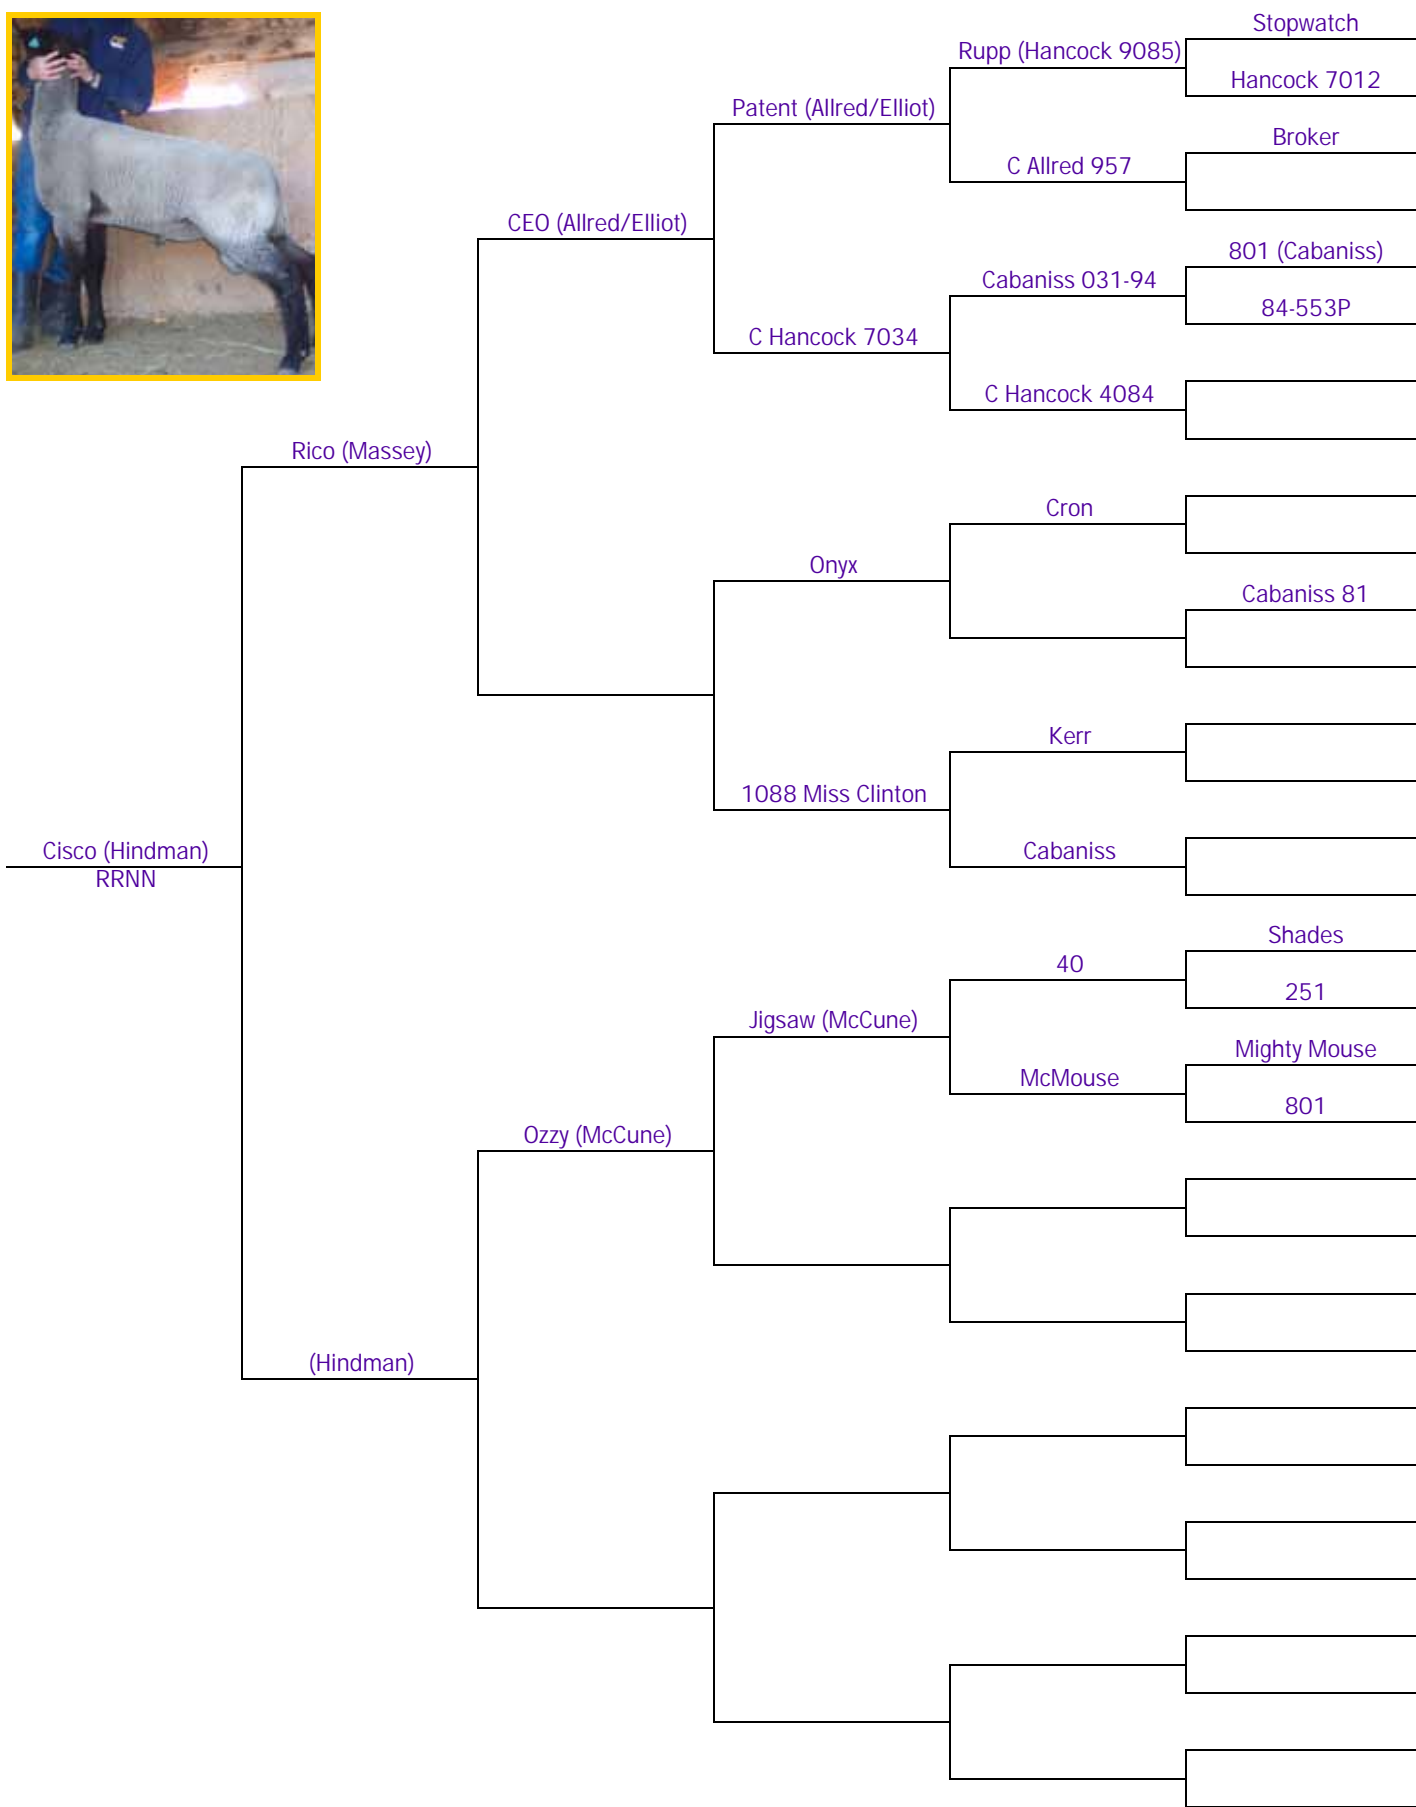 Stopwatch
Rupp (Hancock 9085)
Hancock 7012
Patent (Allred/Elliot)
Broker
C Allred 957
CEO (Allred/Elliot)
801 (Cabaniss)
Cabaniss 031-94
84-553P
C Hancock 7034
C Hancock 4084
Rico (Massey)
Cron
Onyx
Cabaniss 81
Kerr
1088 Miss Clinton
Cabaniss
Cisco (Hindman)
RRNN
Shades
40
251
Jigsaw (McCune)
Mighty Mouse
McMouse
801
Ozzy (McCune)
(Hindman)